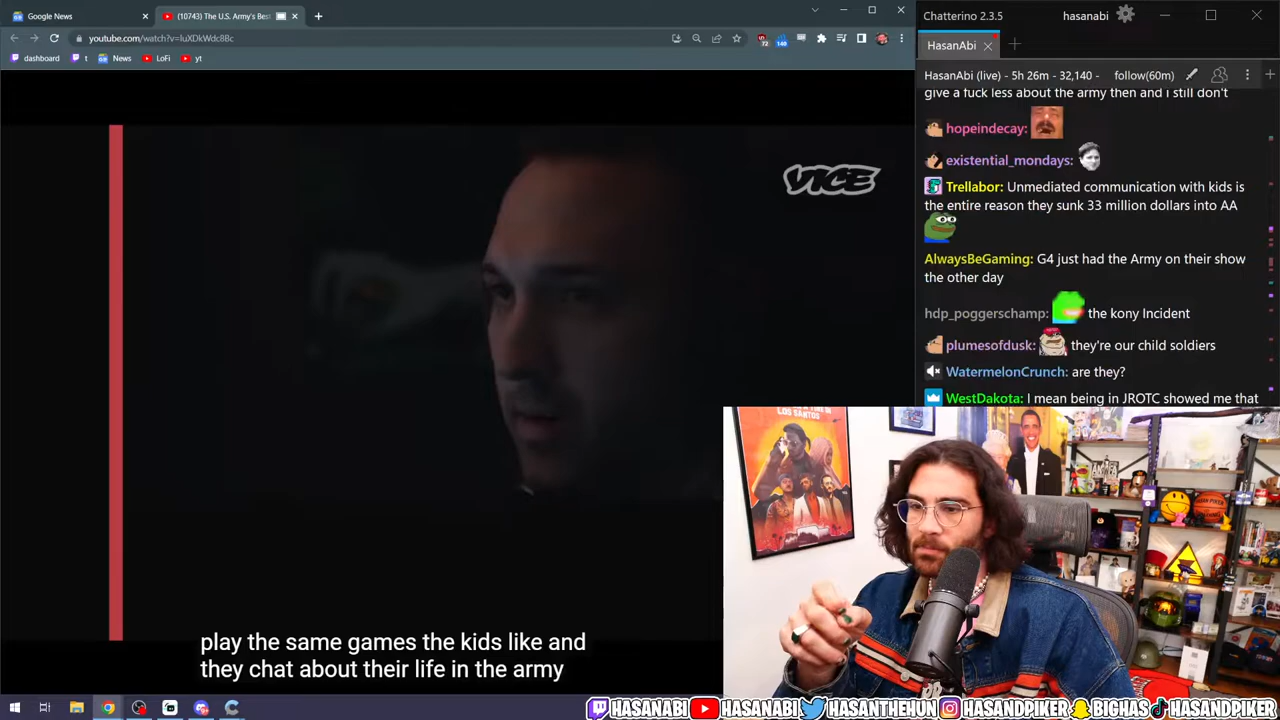 Google News
(10743) The U.S. Army's Bes
youtube.com/watch?v=luXDkWdc8Bc
72
140
dashboard
t
News
LoFi
yt
VICE
play the same games the kids like and
they chat about their life in the army
Chatterino 2.3.5
hasanabi
HasanAbi
HasanAbi (live) - 5h 26m - 32,140 -
follow(60m)
give a fuck less about the army then and I still don't
hopeindecay:
existential_mondays:
Trellabor: Unmediated communication with kids is
the entire reason they sunk 33 million dollars into AA
AlwaysBeGaming: G4 just had the Army on their show
the other day
hdp_poggerschamp: the kony Incident
plumesofdusk: they're our child soldiers
WatermelonCrunch: are they?
WestDakota: I mean being in JROTC showed me that
LOS SANTOS
HASANABI HASANABI HASANTHEHUN HASANDPIKER BIGHAS HASANDPIKER